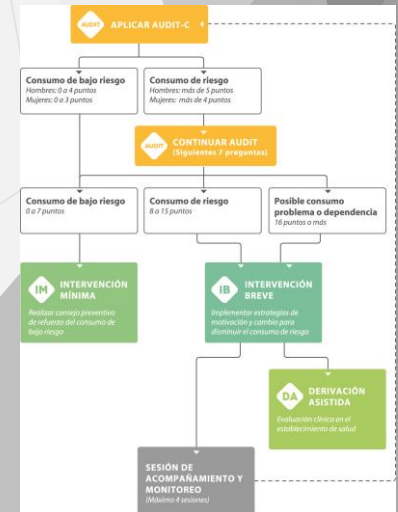 AUDIT
APLICAR AUDIT-C
Consumo de bajo riesgo
Hombres: 0 a 4 puntos
Mujeres: 0 a 3 puntos
Consumo de riesgo
Hombres: más de 5 puntos
Mujeres: más de 4 puntos
AUDIT
CONTINUAR AUDIT
(Siguientes 7 preguntas)
Consumo de bajo riesgo
0 a 7 puntos
Consumo de riesgo
8 a 15 puntos
Posible consumo
problema o dependencia
16 puntos o más
IM
INTERVENCIÓN
MÍNIMA
Realizar consejo preventivo
de refuerzo del consumo de
bajo riesgo
IB
INTERVENCIÓN
BREVE
Implementar estrategias de
motivación y cambio para
disminuir el consumo de riesgo
DA
DERIVACIÓN
ASISTIDA
Evaluación clínica en el
establecimiento de salud
SESIÓN DE
ACOMPAÑAMIENTO Y
MONITOREO
(Máximo 4 sesiones)